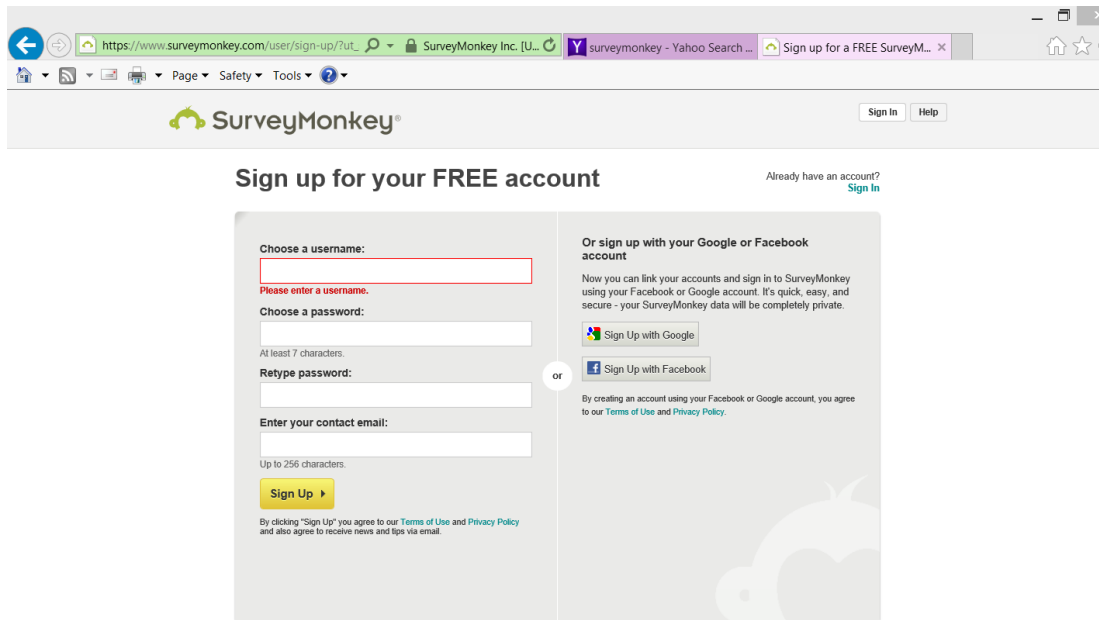 https://www.surveymonkey.com/user/sign-up/?ut_
SurveyMonkey Inc. [U...
surveymonkey - Yahoo Search ...
Sign up for a FREE SurveyM...
Page
Safety
Tools
SurveyMonkey®
Sign In
Help
Sign up for your FREE account
Already have an account?
Sign In
Choose a username:
Please enter a username.
Choose a password:
At least 7 characters.
Retype password:
Enter your contact email:
Up to 256 characters.
Sign Up
By clicking "Sign Up" you agree to our Terms of Use and Privacy Policy
and also agree to receive news and tips via email.
or
Or sign up with your Google or Facebook
account
Now you can link your accounts and sign in to SurveyMonkey
using your Facebook or Google account. It's quick, easy, and
secure - your SurveyMonkey data will be completely private.
Sign Up with Google
Sign Up with Facebook
By creating an account using your Facebook or Google account, you agree
to our Terms of Use and Privacy Policy.